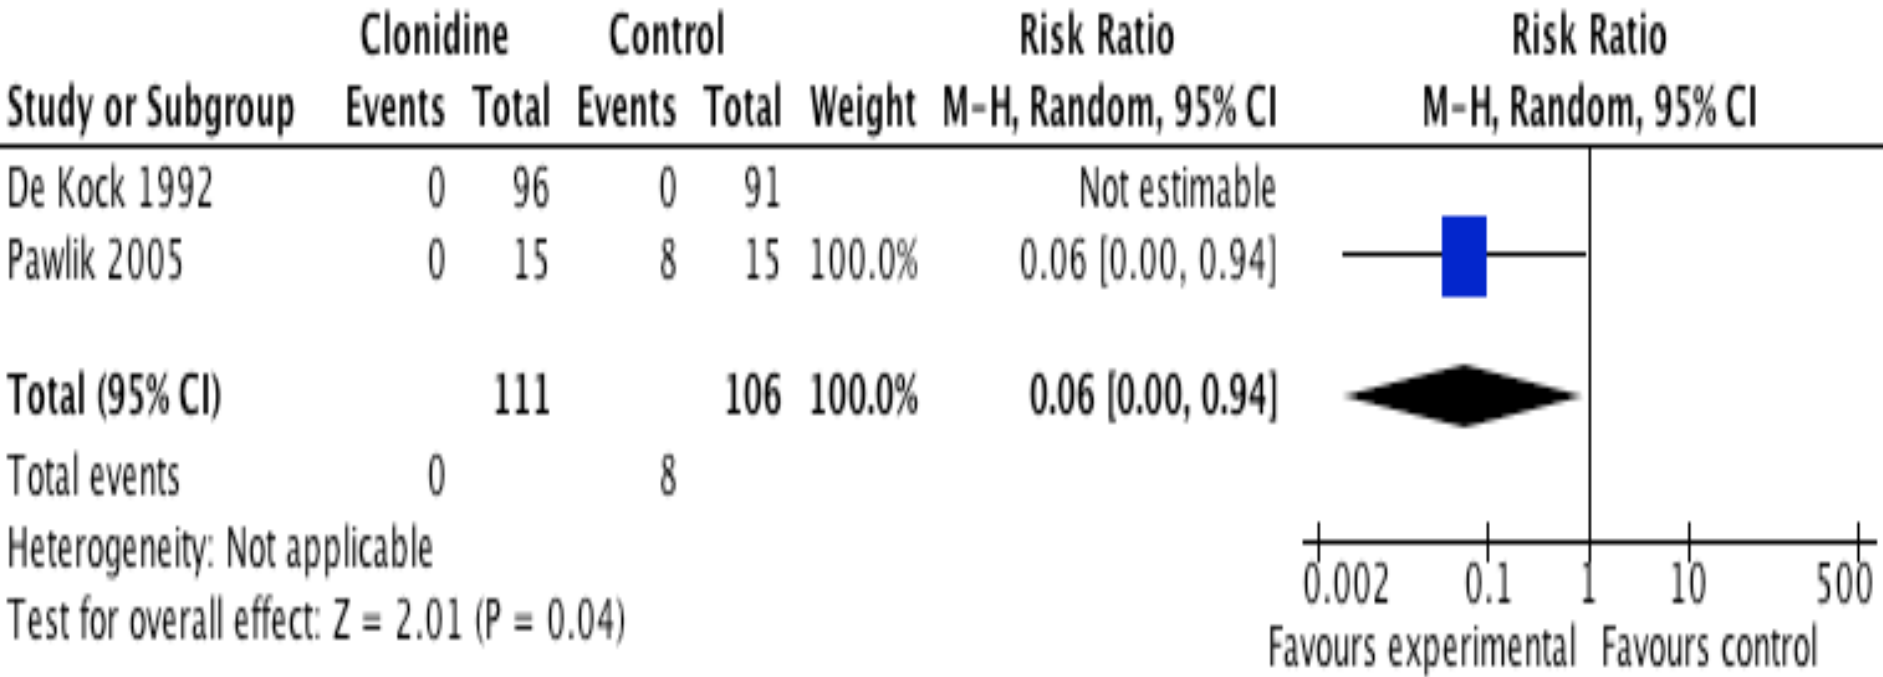 Clonidine Control Risk Ratio Risk Ratio
Study or Subgroup Events Total Events Total Weight M-H, Random, 95% CI M-H, Random, 95% CI
De Kock 1992 0 96 0 91 Not estimable
Pawlik 2005 0 15 8 15 100.0% 0.06 [0.00, 0.94]
Total (95% CI) 111 106 100.0% 0.06 [0.00, 0.94]
Total events 0 8
Heterogeneity: Not applicable
Test for overall effect: Z = 2.01 (P = 0.04)
0.002 0.1 1 10 500
Favours experimental Favours control